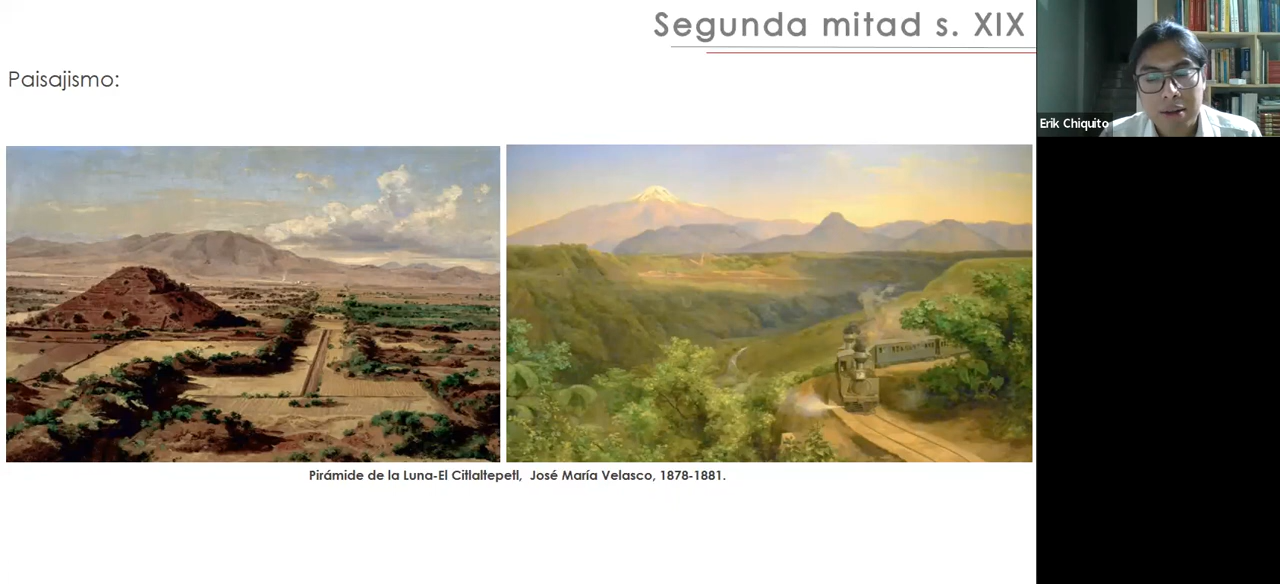 Segunda mitad s. XIX
Paisajismo:
Erik Chiquito
Pirámide de la Luna-El Citlaltepetl, José María Velasco, 1878-1881.